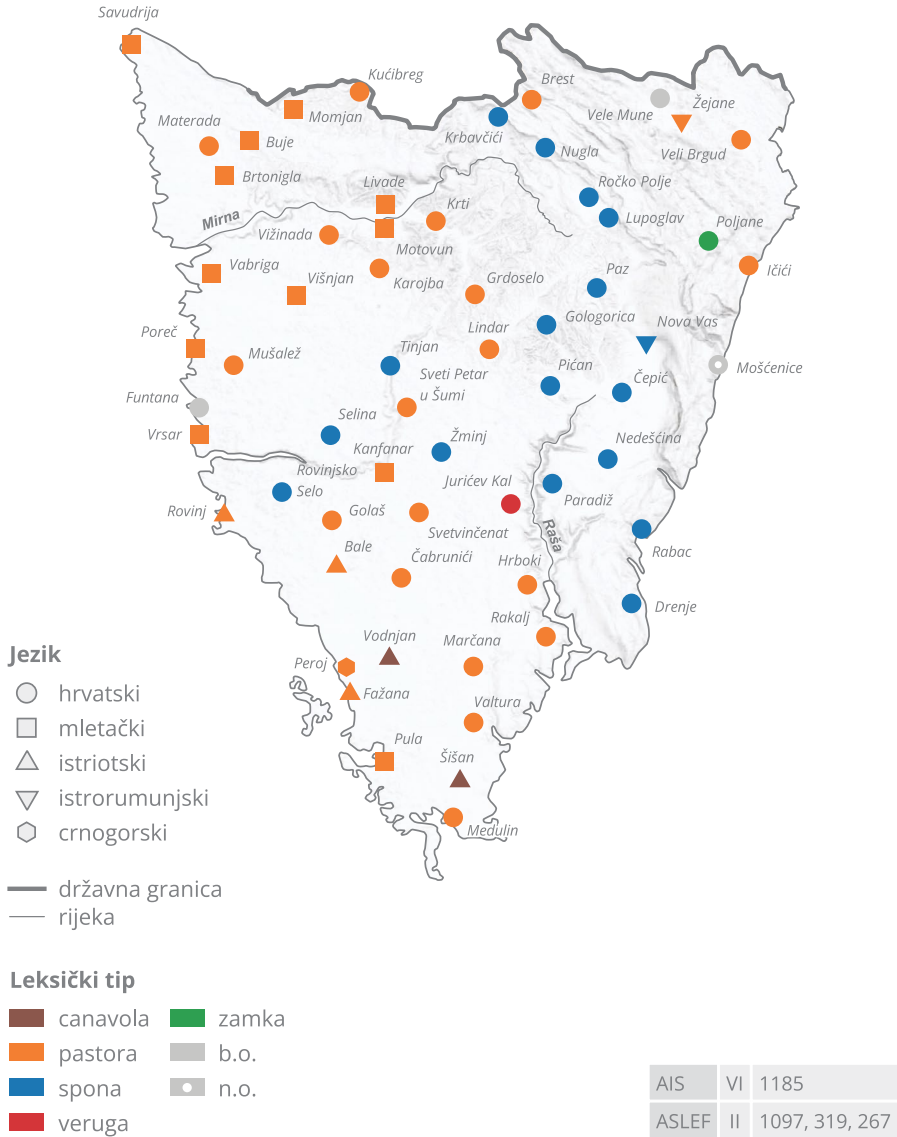 Savudrija
Kućibreg
Brest
Momjan
Vele Mune
Žejane
Materada
Buje
Krbavčići
Nugla
Veli Brgud
Brtonigla
Livade
Ročko Polje
Mirna
Krti
Lupoglav
Poljane
Vižinada
Motovun
Vabriga
Višnjan
Karojba
Grdoselo
Paz
Ičići
Gologorica
Nova Vas
Poreč
Mušalež
Lindar
Tinjan
Pićan
Mošćenice
Čepić
Sveti Petar
u Šumi
Funtana
Selina
Vrsar
Žminj
Nedešćina
Kanfanar
Rovinjsko
Selo
Jurićev Kal
Paradiž
Rovinj
Golaš
Svetvinčenat
Raša
Bale
Čabrunići
Hrboki
Rabac
Drenje
Rakalj
Vodnjan
Marčana
Peroj
Fažana
Valtura
Pula
Šišan
Medulin
Jezik
hrvatski
mletački
istriotski
istrorumunjski
crnogorski
državna granica
rijeka
Leksički tip
canavola
zamka
pastora
b.o.
spona
n.o.
veruga
AIS VI 1185
ASLEF II 1097, 319, 267